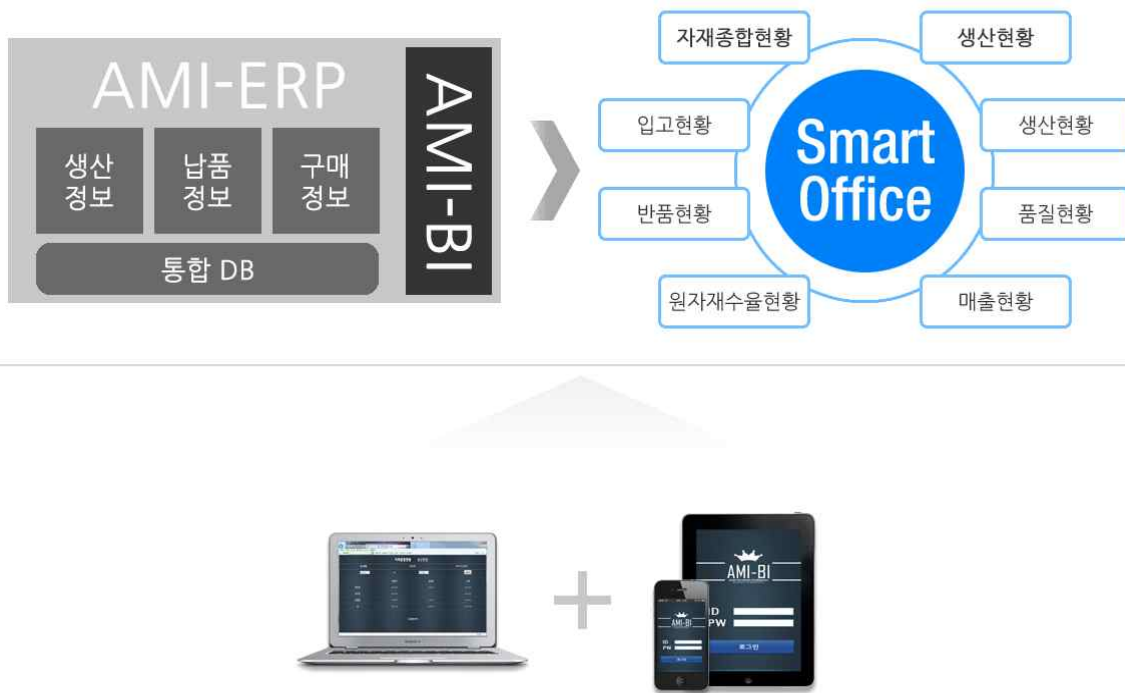 AMI-ERP
생산
정보
납품
정보
구매
정보
통합 DB
AMI-BI
자재종합현황
생산현황
입고현황
생산현황
반품현황
품질현황
원자재수율현황
매출현황
Smart
Office
AMI-BI
ID
PW
로그인
AMI-BI
ID
PW